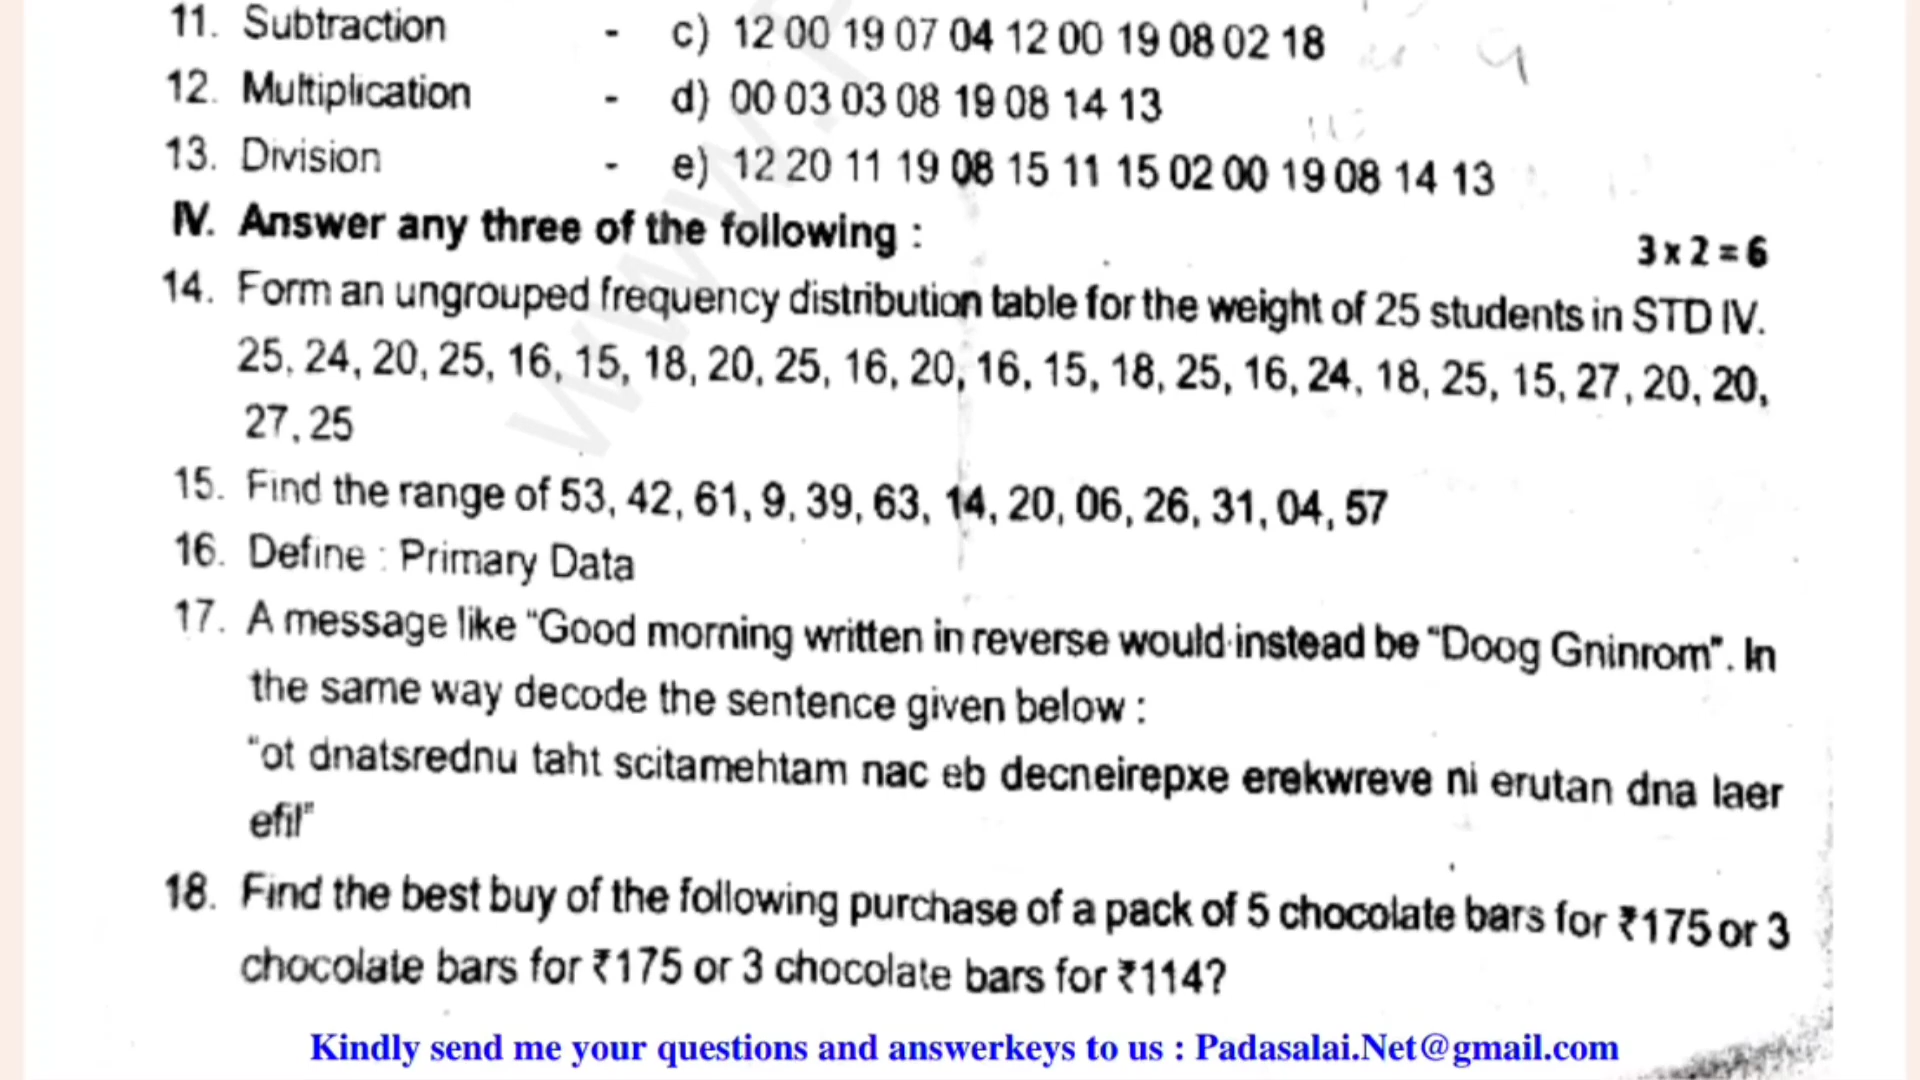 11. Subtraction - c) 12 00 19 07 04 12 00 19 08 02 18
12. Multiplication - d) 00 03 03 08 19 08 14 13
13. Division - e) 12 20 11 19 08 15 11 15 02 00 19 08 14 13
IV. Answer any three of the following : 3 x 2 = 6
14. Form an ungrouped frequency distribution table for the weight of 25 students in STD IV.
25, 24, 20, 25, 16, 15, 18, 20, 25, 16, 20, 16, 15, 18, 25, 16, 24, 18, 25, 15, 27, 20, 20,
27, 25
15. Find the range of 53, 42, 61, 9, 39, 63, 14, 20, 06, 26, 31, 04, 57
16. Define : Primary Data
17. A message like “Good morning written in reverse would instead be “Doog Gninrom”. In
the same way decode the sentence given below :
“ot dnatsrednu taht scitamehtam nac eb decneirepxe erekwreve ni erutan dna laer
efil”
18. Find the best buy of the following purchase of a pack of 5 chocolate bars for ₹175 or 3
chocolate bars for ₹175 or 3 chocolate bars for ₹114?
Kindly send me your questions and answerkeys to us : Padasalai.Net@gmail.com